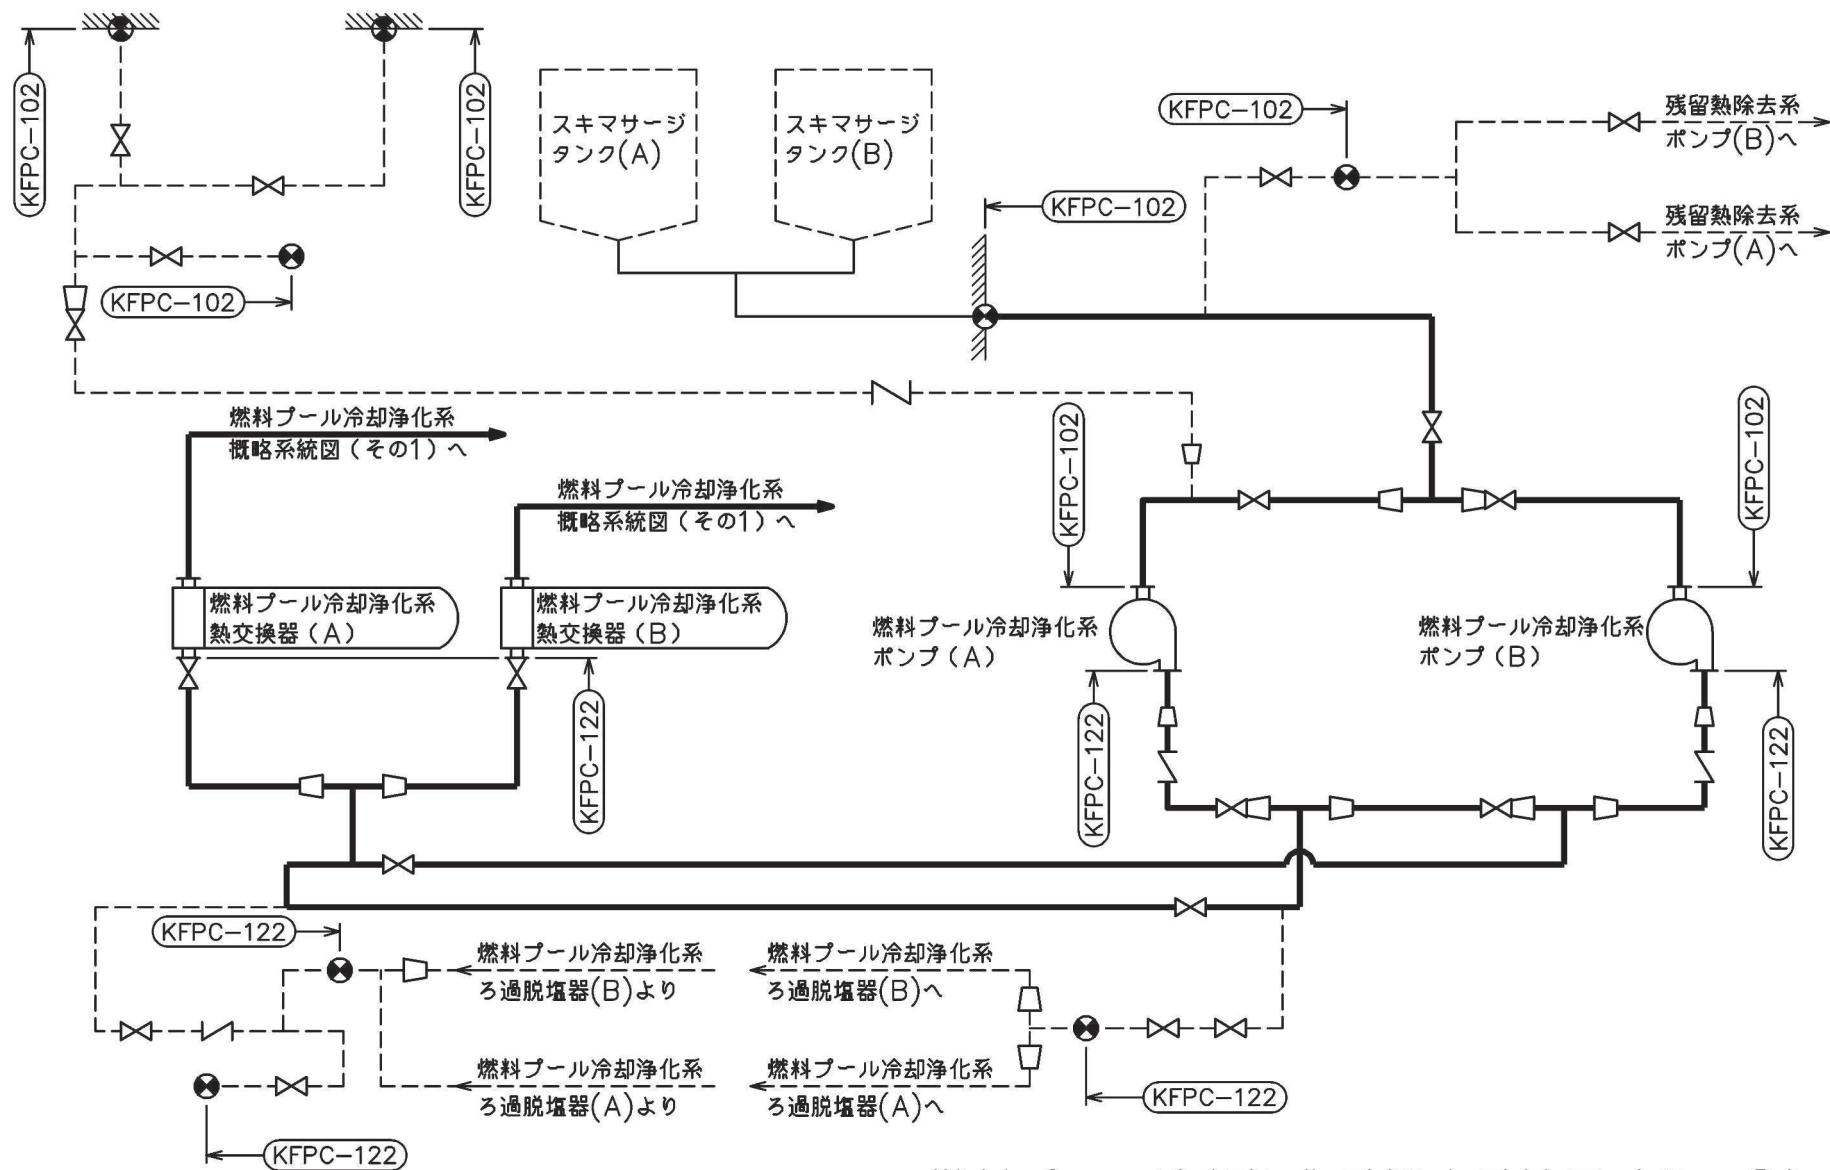 KFPC-102
KFPC-102
スキマサージ
タンク(A)
スキマサージ
タンク(B)
KFPC-102
残留熱除去系
ポンプ(B)へ
KFPC-102
残留熱除去系
ポンプ(A)へ
KFPC-102
燃料プール冷却浄化系
概略系統図(その1)へ
KFPC-102
KFPC-102
燃料プール冷却浄化系
概略系統図(その1)へ
燃料プール冷却浄化系
熱交換器(A)
燃料プール冷却浄化系
熱交換器(B)
燃料プール冷却浄化系
ポンプ(A)
燃料プール冷却浄化系
ポンプ(B)
KFPC-122
KFPC-122
KFPC-122
KFPC-122
燃料プール冷却浄化系
ろ過脱塩器(B)より
燃料プール冷却浄化系
ろ過脱塩器(B)へ
燃料プール冷却浄化系
ろ過脱塩器(A)より
燃料プール冷却浄化系
ろ過脱塩器(A)へ
KFPC-122
KFPC-122